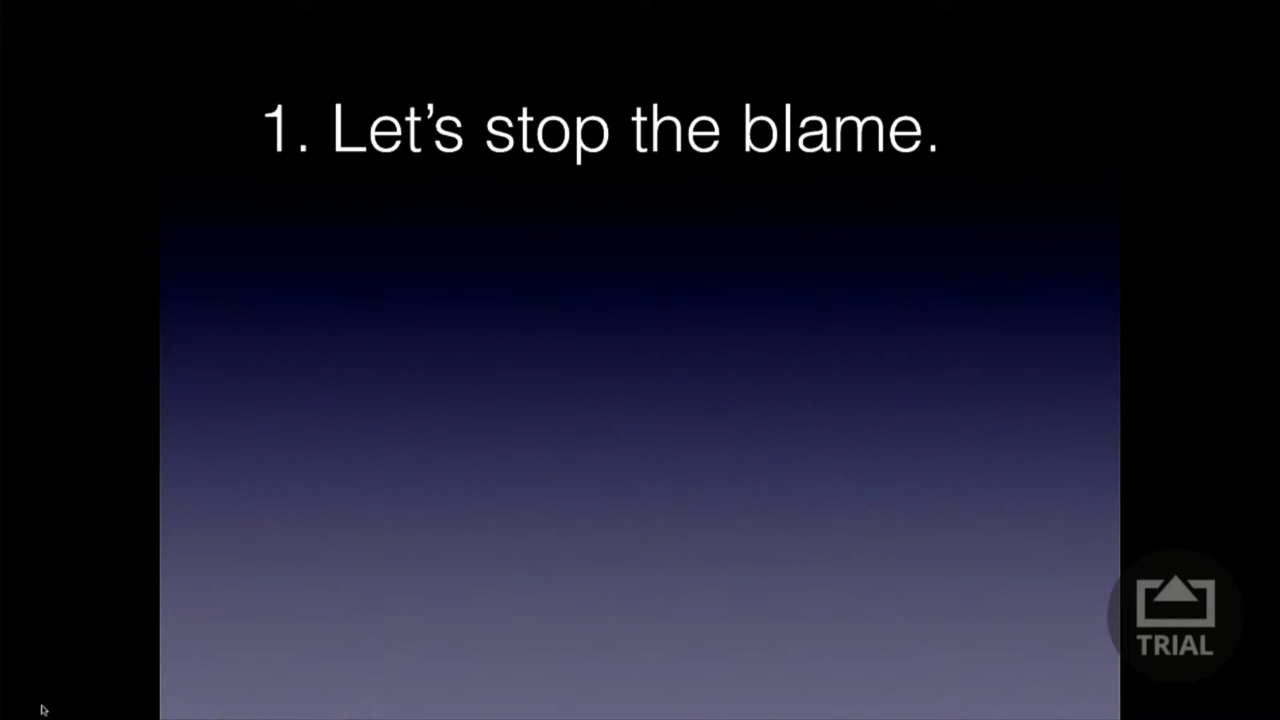 1. Let’s stop the blame.
TRIAL